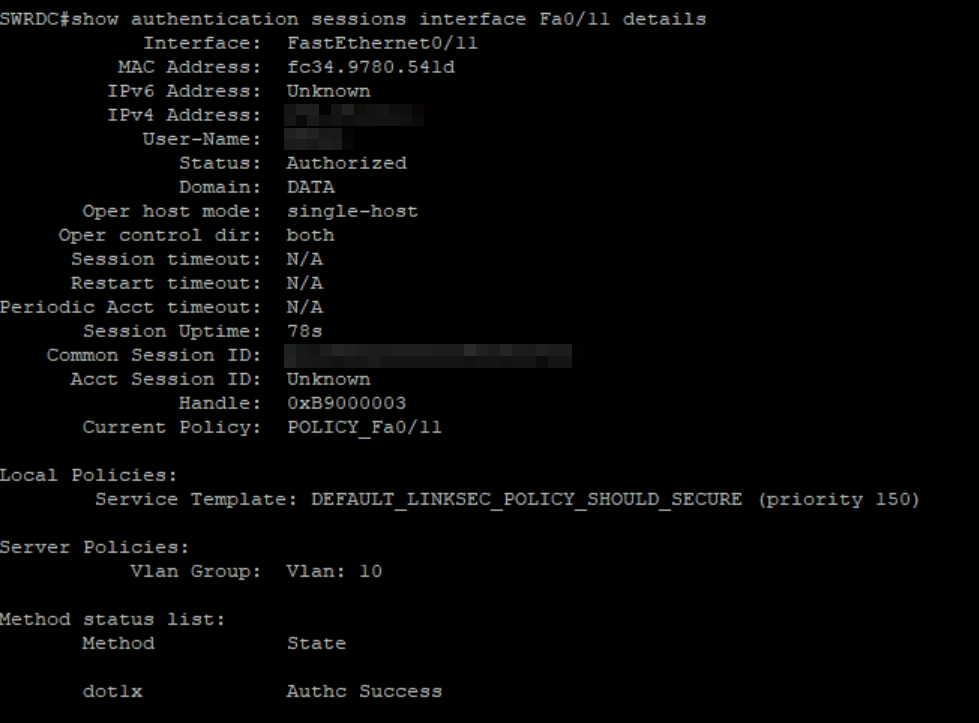 SWRDC#show authentication sessions interface Fa0/11 details
Interface: FastEthernet0/11
MAC Address: fc34.9780.541d
IPv6 Address: Unknown
IPv4 Address:
User-Name:
Status: Authorized
Domain: DATA
Oper host mode: single-host
Oper control dir: both
Session timeout: N/A
Restart timeout: N/A
Periodic Acct timeout: N/A
Session Uptime: 78s
Common Session ID:
Acct Session ID: Unknown
Handle: 0xB9000003
Current Policy: POLICY_Fa0/11
Local Policies:
Service Template: DEFAULT_LINKSEC_POLICY_SHOULD_SECURE (priority 150)
Server Policies:
Vlan Group: Vlan: 10
Method status list:
Method State
dot1x Authc Success